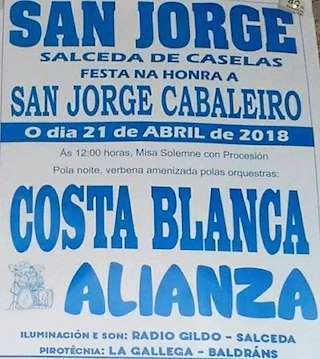 SAN JORGE
SALCEDA DE CASELAS
FESTA NA HONRA A
SAN JORGE CABALEIRO
O día 21 de ABRIL de 2018
Ás 12:00 horas, Misa Solemne con Procesión
Pola noite, verbena amenizada polas orquestras:
COSTA BLANCA
ALIANZA
ILUMINACIÓN E SON: RADIO GILDO - SALCEDA
PIROTÉCNIA: LA GALLEGA - BALDRÁNS